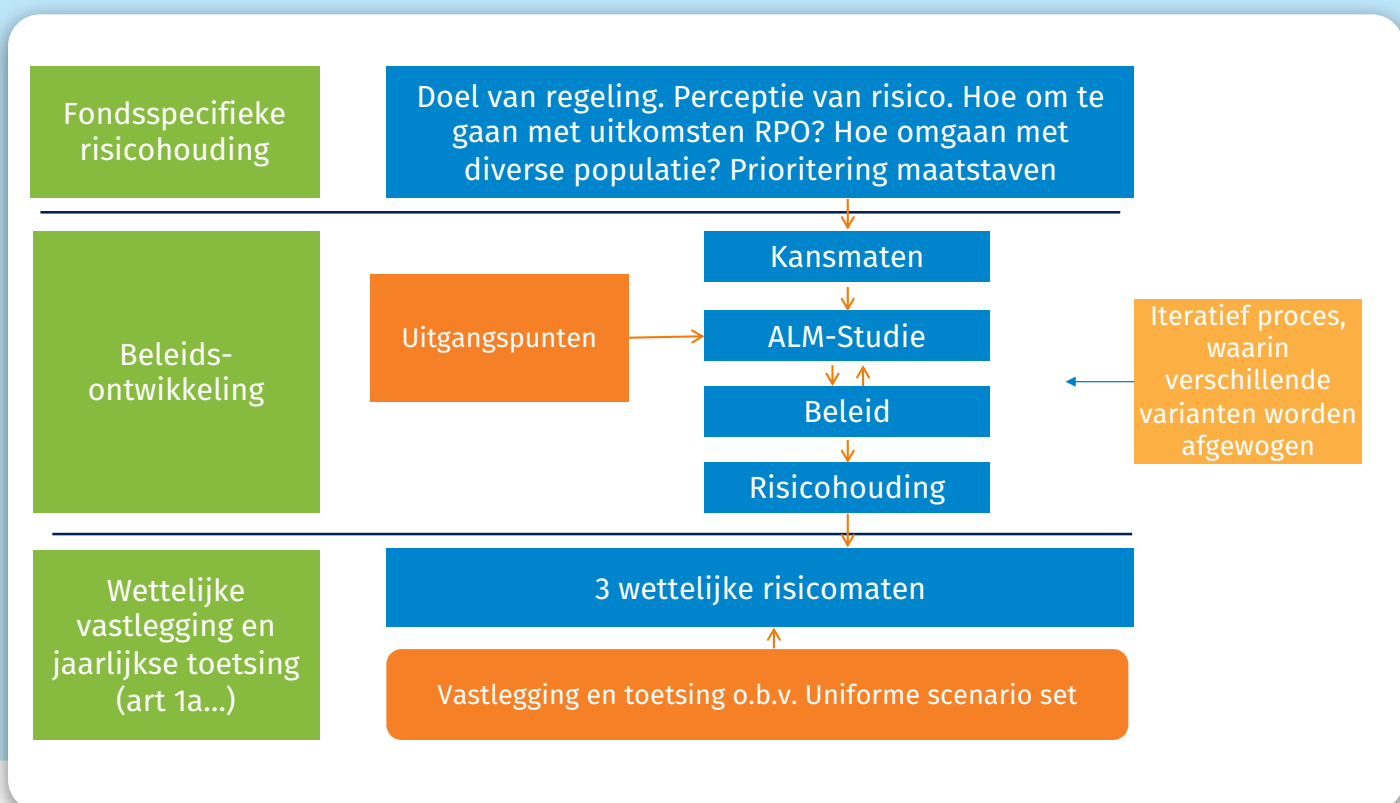 Fondsspecifieke
risicohouding
Doel van regeling. Perceptie van risico. Hoe om te
gaan met uitkomsten RPO? Hoe omgaan met
diverse populatie? Prioritering maatstaven
Beleids-
ontwikkeling
Uitgangspunten
Kansmaten
ALM-Studie
Beleid
Risicohouding
Iteratief proces,
waarin
verschillende
varianten worden
afgewogen
Wettelijke
vastlegging en
jaarlijkse toetsing
(art 1a...)
3 wettelijke risicomaten
Vastlegging en toetsing o.b.v. Uniforme scenario set